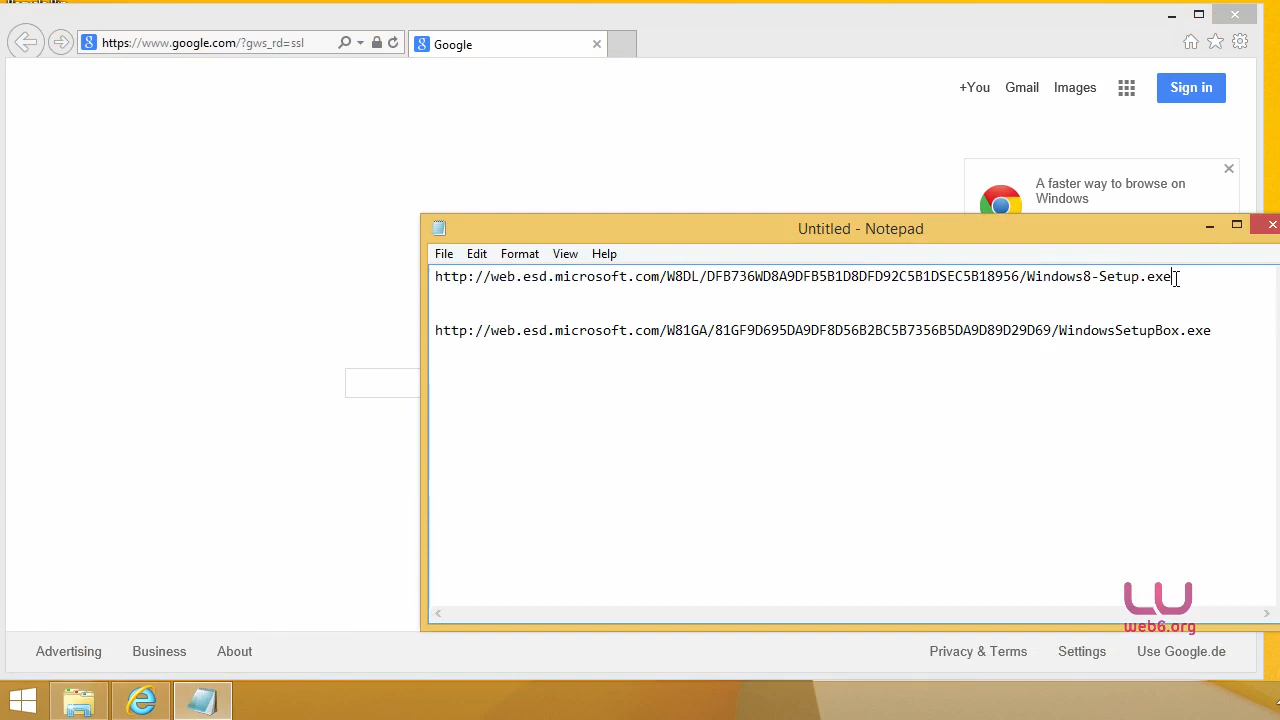 https://www.google.com/?gws_rd=ssl
Google
+You Gmail Images Sign in
A faster way to browse on
Windows
Untitled - Notepad
File Edit Format View Help
http://web.esd.microsoft.com/W8DL/DFB736WD8A9DFB5B1D8DFD92C5B1DSEC5B18956/Windows8-Setup.exe
http://web.esd.microsoft.com/W81GA/81GF9D695DA9DF8D56B2BC5B7356B5DA9D89D29D69/WindowsSetupBox.exe
web6.org
Advertising Business About Privacy & Terms Settings Use Google.de